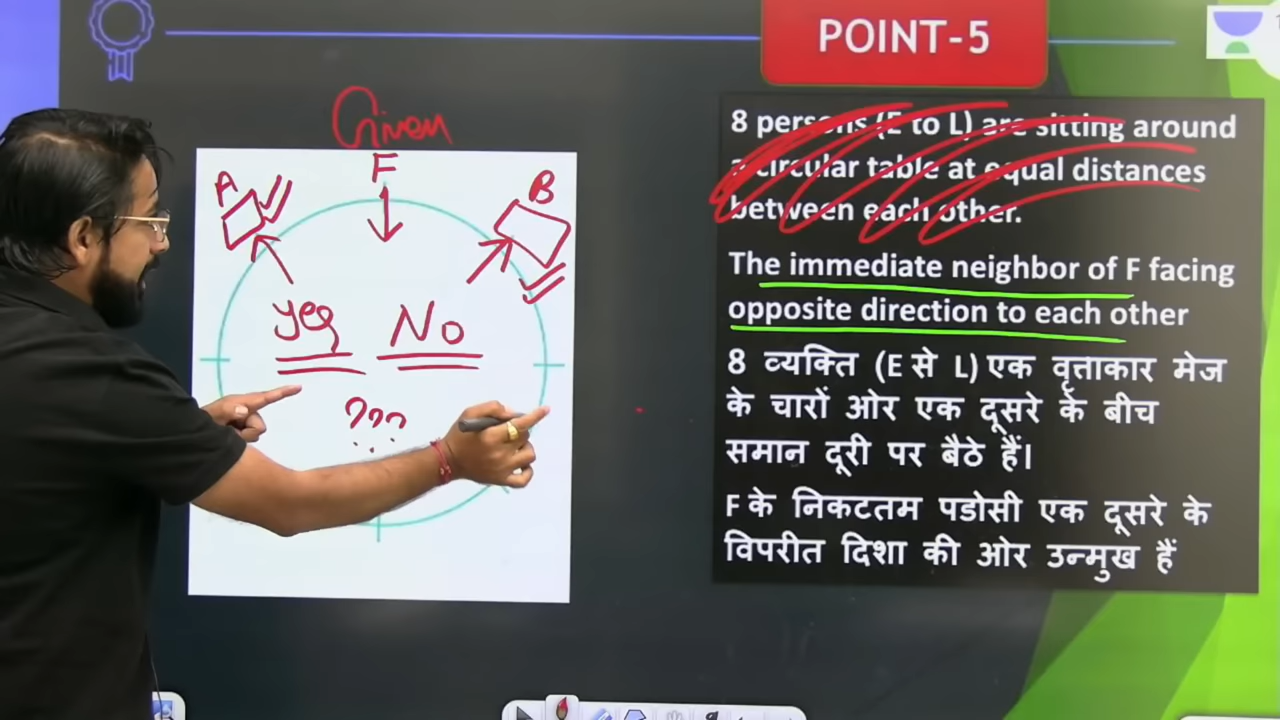 POINT-5
Given
F
A
B
Yes No
???
8 persons (E to L) are sitting around
a circular table at equal distances
between each other.
The immediate neighbor of F facing
opposite direction to each other
8 व्यक्ति (E से L) एक वृत्ताकार मेज
के चारों ओर एक दूसरे के बीच
समान दूरी पर बैठे हैं।
F के निकटतम पडोसी एक दूसरे के
विपरीत दिशा की ओर उन्मुख हैं